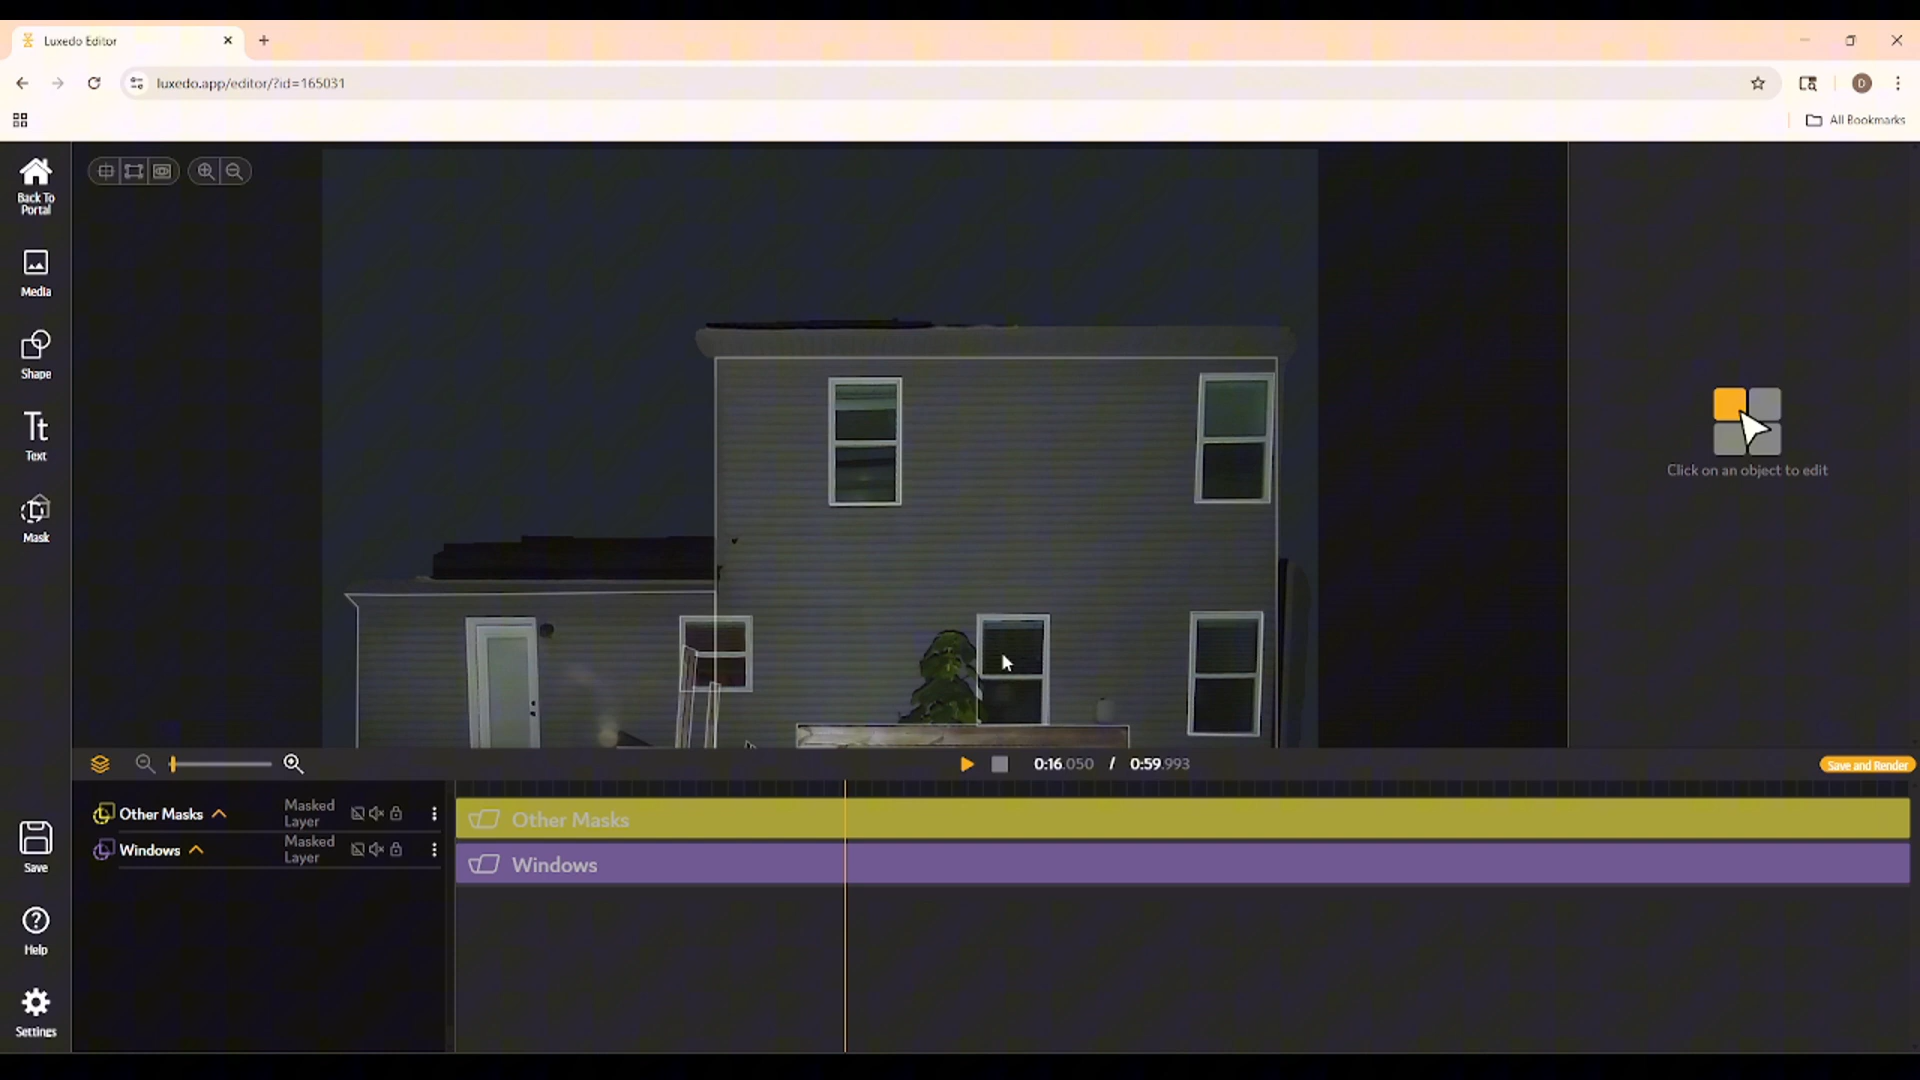 Luxedo Editor
luxedo.app/editor/?id=165031
D
All Bookmarks
Back To
Portal
Media
Shape
Tt
Text
Mask
Click on an object to edit
0:16.050 / 0:59.993
Save and Render
Other Masks
Masked
Layer
Other Masks
Windows
Masked
Layer
Windows
Save
Help
Settings